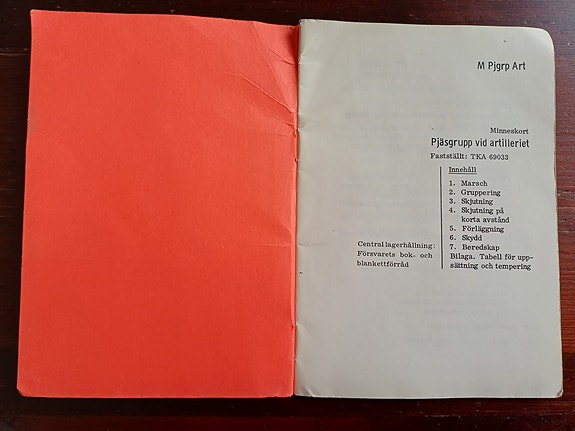 M Pjgrp Art
Minneskort
Pjäsgrupp vid artilleriet
Fastställt: TKA 69033
Innehåll
1. Marsch
2. Gruppering
3. Skjutning
4. Skjutning på
korta avstånd
5. Förläggning
6. Skydd
7. Beredskap
Bilaga. Tabell för upp-
sättning och tempering
Central lagerhållning:
Försvarets bok- och
blankettförråd